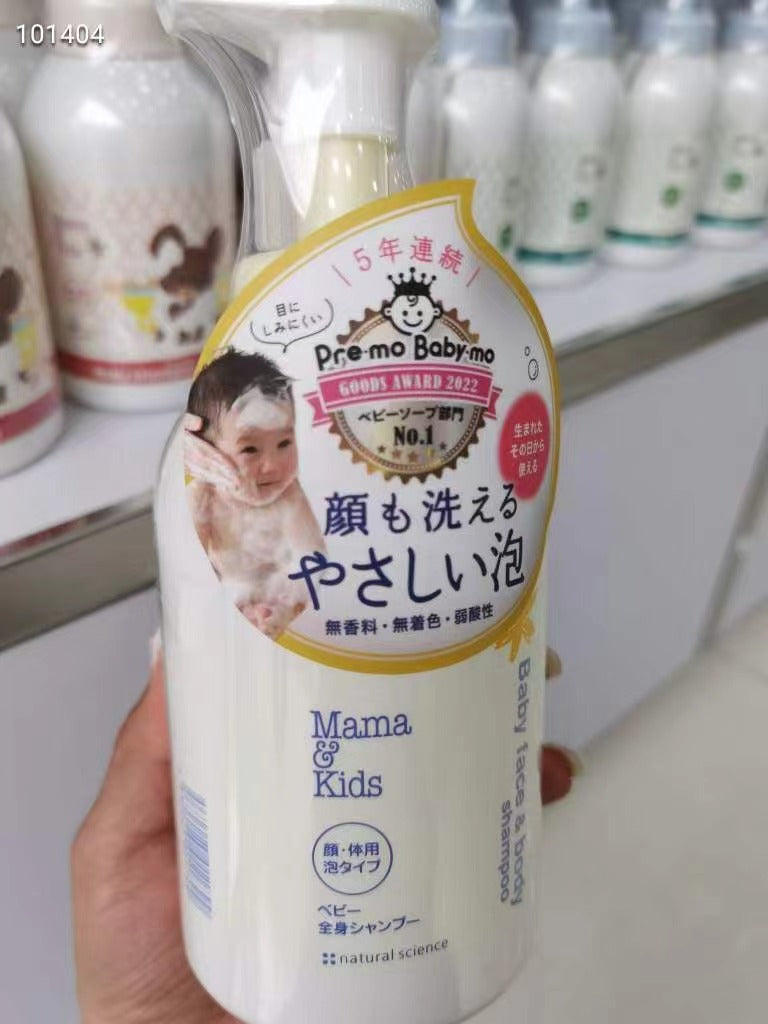 101404
5年連続
目に
しみにくい
Pre-mo Baby-mo
GOODS AWARD 2022
ベビーソープ部門
No.1
生まれた
その日から
使える
顔も洗える
やさしい泡
無香料・無着色・弱酸性
Mama
&
Kids
顔・体用
泡タイプ
ベビー
全身シャンプー
natural science
Baby face & body
shampoo